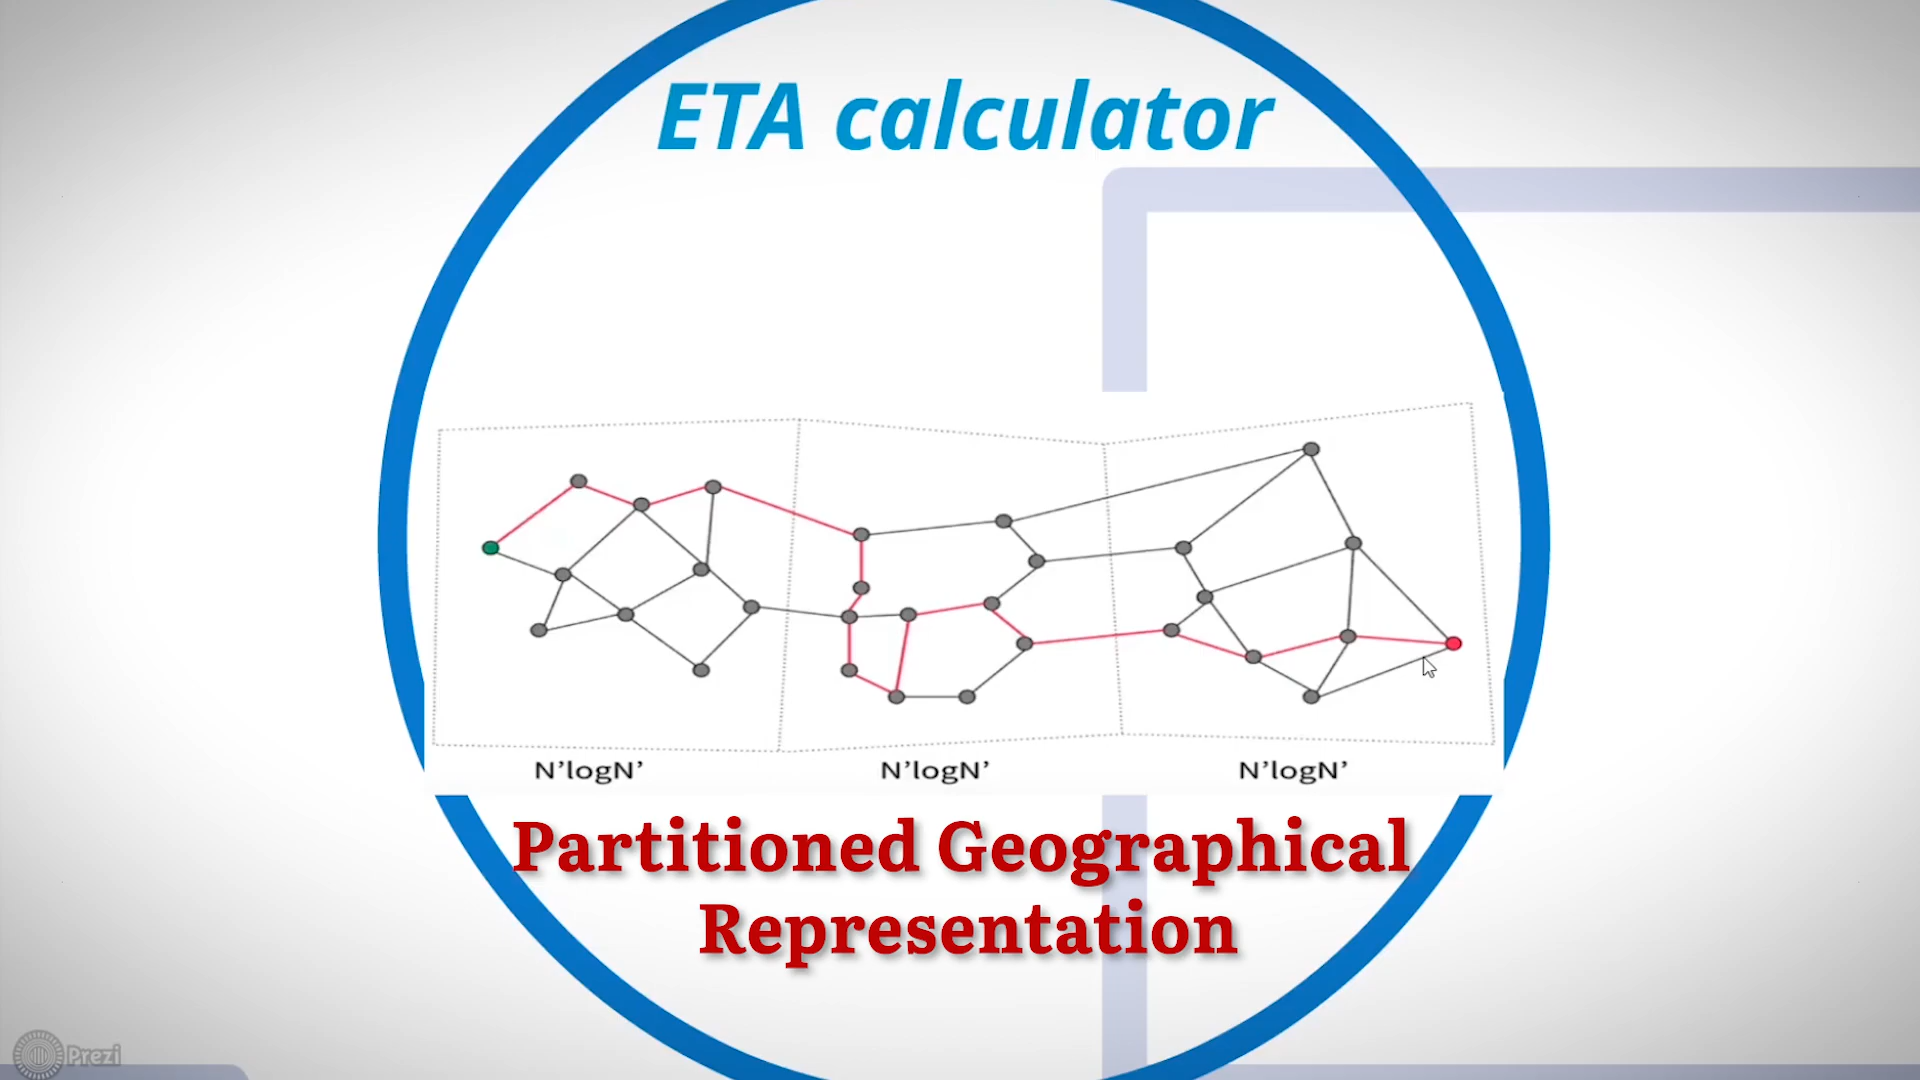 ETA calculator
N’logN’ N’logN’ N’logN’
Partitioned Geographical
Representation
Prezi